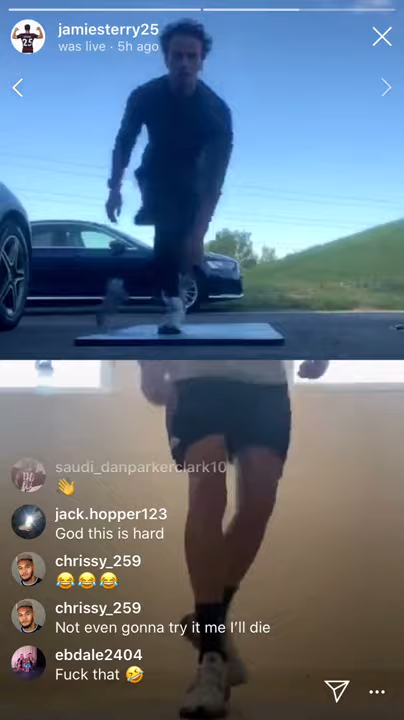 jamiesterry25
was live · 5h ago
saudi_danparkerclark10
👋
jack.hopper123
God this is hard
chrissy_259
😂😂😂
chrissy_259
Not even gonna try it me I'll die
ebdale2404
Fuck that 🤣